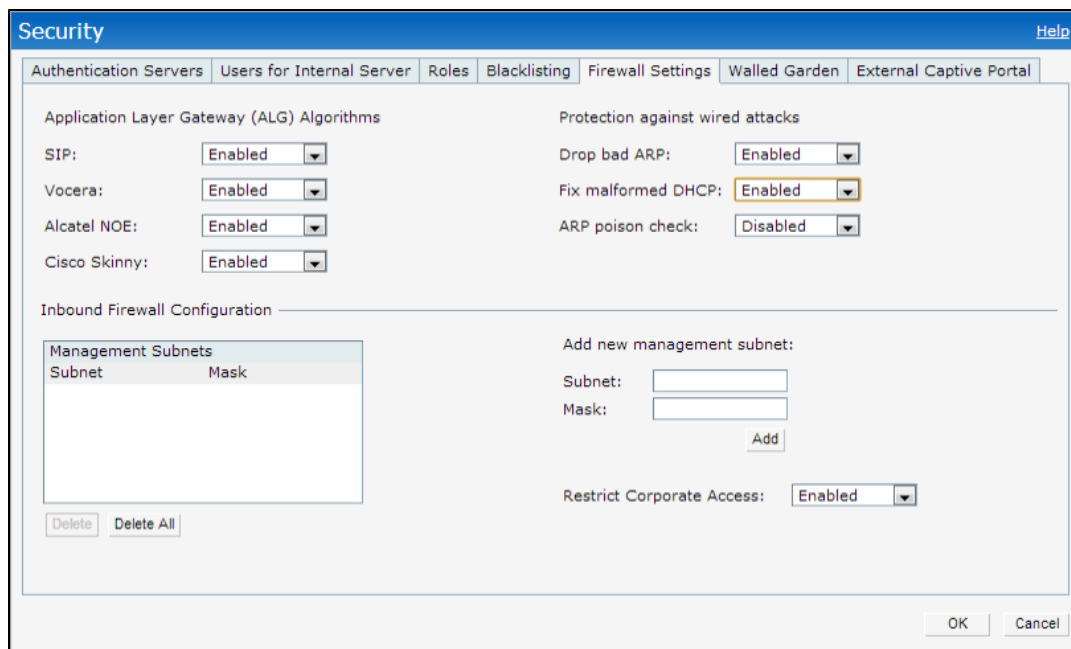 Security
Help
Authentication Servers
Users for Internal Server
Roles
Blacklisting
Firewall Settings
Walled Garden
External Captive Portal
Application Layer Gateway (ALG) Algorithms
SIP: Enabled
Vocera: Enabled
Alcatel NOE: Enabled
Cisco Skinny: Enabled
Protection against wired attacks
Drop bad ARP: Enabled
Fix malformed DHCP: Enabled
ARP poison check: Disabled
Inbound Firewall Configuration
Management Subnets
Subnet Mask
Delete
Delete All
Add new management subnet:
Subnet:
Mask:
Add
Restrict Corporate Access: Enabled
OK
Cancel